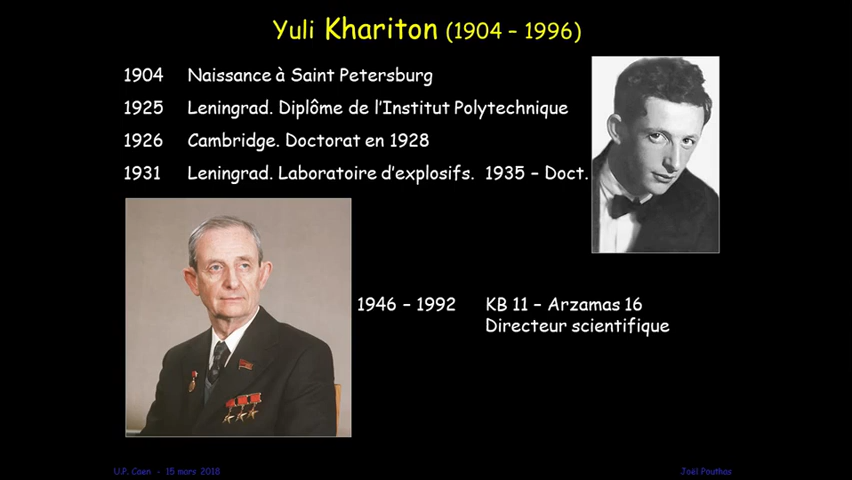 Yuli Khariton (1904 – 1996)
1904 Naissance à Saint Petersburg
1925 Leningrad. Diplôme de l'Institut Polytechnique
1926 Cambridge. Doctorat en 1928
1931 Leningrad. Laboratoire d'explosifs. 1935 – Doct.
1946 – 1992 KB 11 – Arzamas 16
Directeur scientifique
U.P. Caen - 15 mars 2018
Joël Pouthas